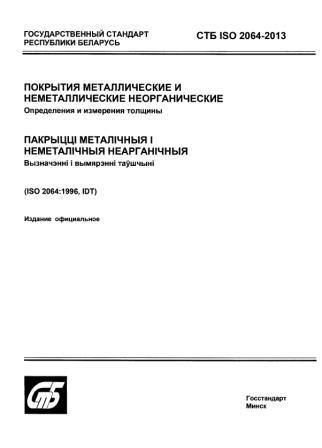 ГОСУДАРСТВЕННЫЙ СТАНДАРТ
РЕСПУБЛИКИ БЕЛАРУСЬ
СТБ ISO 2064-2013
ПОКРЫТИЯ МЕТАЛЛИЧЕСКИЕ И
НЕМЕТАЛЛИЧЕСКИЕ НЕОРГАНИЧЕСКИЕ
Определения и измерения толщины
ПАКРЫЦЦІ МЕТАЛІЧНЫЯ І
НЕМЕТАЛІЧНЫЯ НЕАРГАНІЧНЫЯ
Вызначэнні і вымярэнні таўшчыні
(ISO 2064:1996, IDT)
Издание официальное
СТБ
Госстандарт
Минск